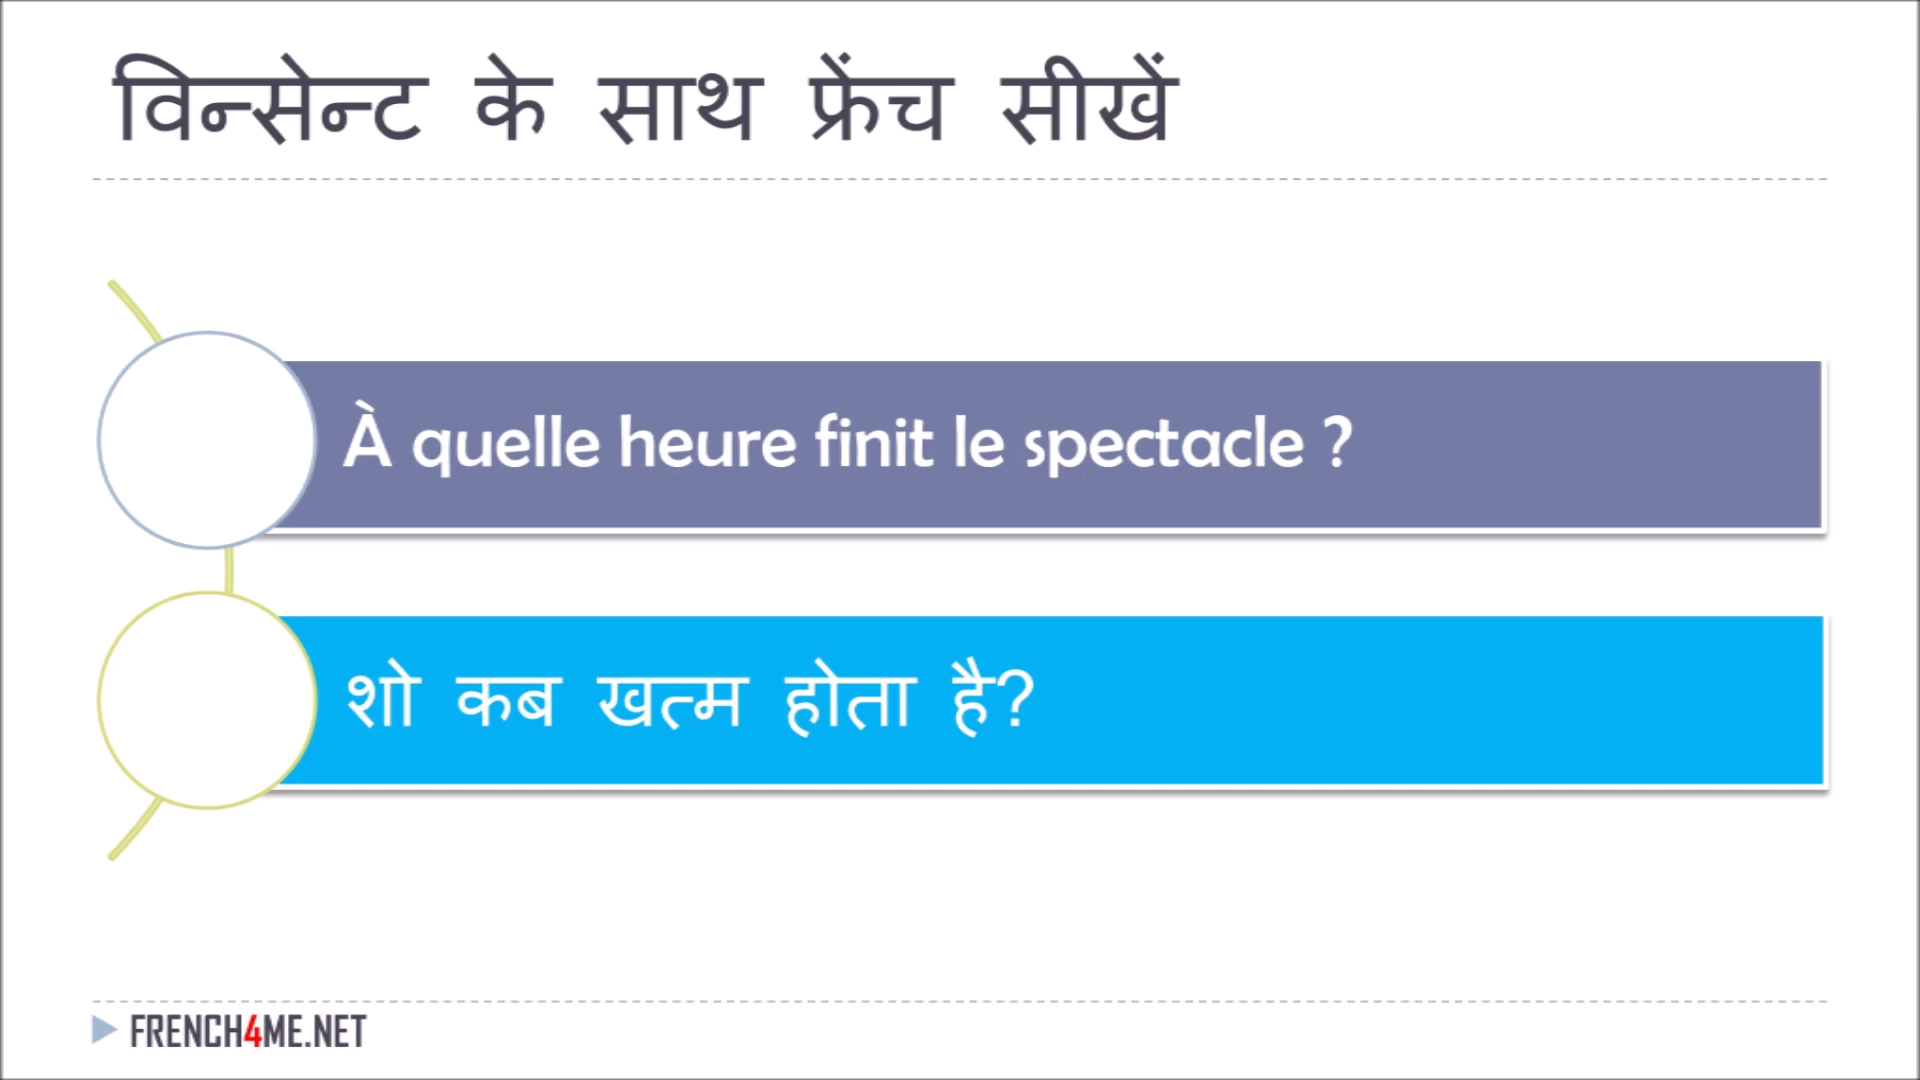 विन्सेन्ट के साथ फ्रेंच सीखें
À quelle heure finit le spectacle ?
शो कब खत्म होता है?
FRENCH4ME.NET